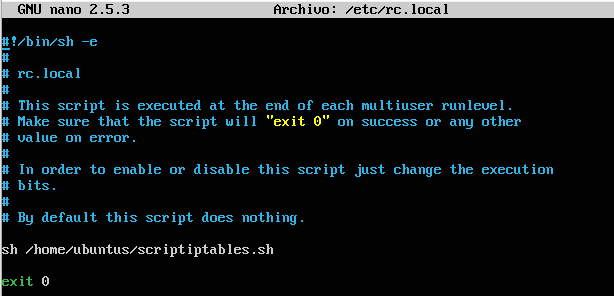 GNU nano 2.5.3 Archivo: /etc/rc.local
#!/bin/sh -e
#
# rc.local
#
# This script is executed at the end of each multiuser runlevel.
# Make sure that the script will "exit 0" on success or any other
# value on error.
#
# In order to enable or disable this script just change the execution
# bits.
#
# By default this script does nothing.
sh /home/ubuntus/scriptiptables.sh
exit 0